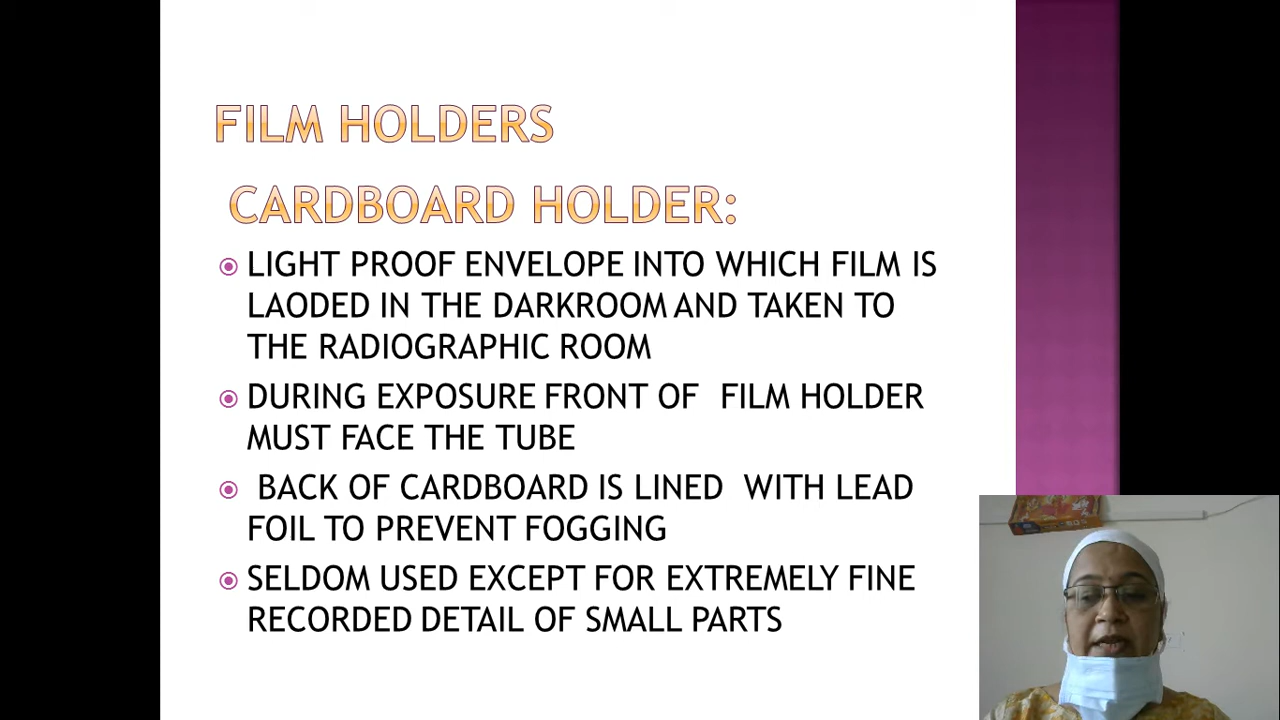 FILM HOLDERS
CARDBOARD HOLDER:
LIGHT PROOF ENVELOPE INTO WHICH FILM IS
LAODED IN THE DARKROOM AND TAKEN TO
THE RADIOGRAPHIC ROOM
DURING EXPOSURE FRONT OF FILM HOLDER
MUST FACE THE TUBE
BACK OF CARDBOARD IS LINED WITH LEAD
FOIL TO PREVENT FOGGING
SELDOM USED EXCEPT FOR EXTREMELY FINE
RECORDED DETAIL OF SMALL PARTS